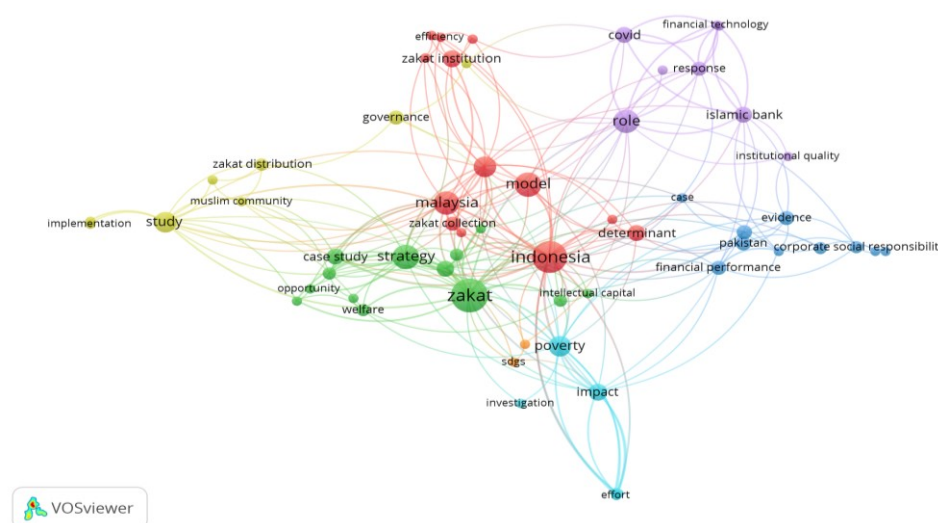 financial technology
covid
efficiency
zakat institution
response
islamic bank
governance
role
institutional quality
zakat distribution
model
muslim community
malaysia
case
implementation
study
zakat collection
evidence
determinant
pakistan
corporate social responsibilit
case study
strategy
indonesia
financial performance
opportunity
zakat
intellectual capital
welfare
poverty
sdgs
impact
investigation
effort
VOSviewer